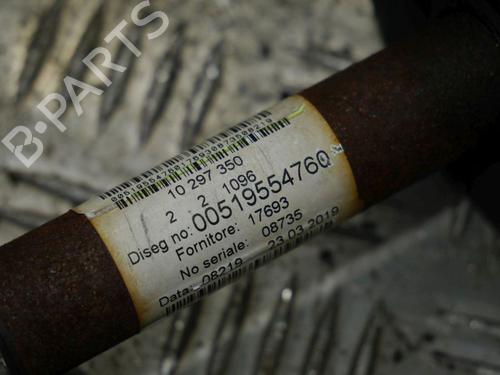 B-PARTS
10 297 350
2 2 1096
Diseg no: 00519554760
Fornitore: 17693
No seriale: 08735
Data: 08219 23.03.2019